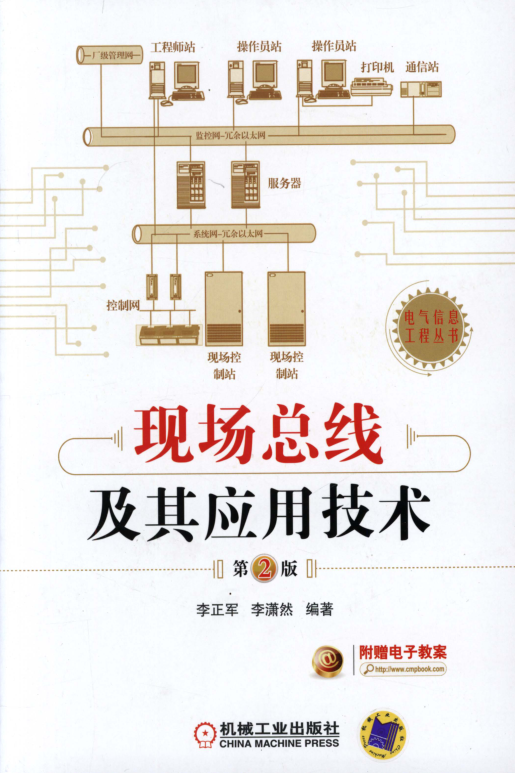 厂级管理网
工程师站
操作员站
操作员站
打印机
通信站
监控网-冗余以太网
服务器
系统网-冗余以太网
控制网
现场控
制站
现场控
制站
电气信息
工程丛书
现场总线
及其应用技术
第2版
李正军 李潇然 编著
@
附赠电子教案
http://www.cmpbook.com
机械工业出版社
CHINA MACHINE PRESS